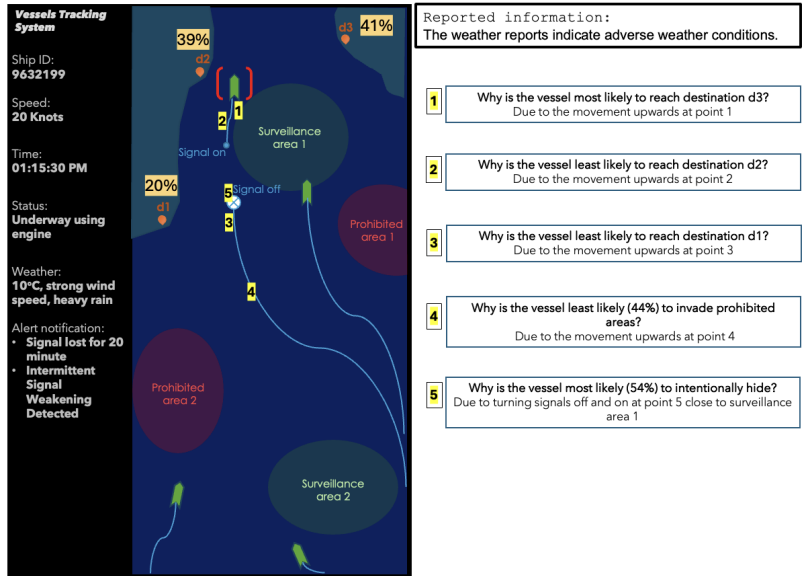 Vessels Tracking
System
Ship ID:
9632199
Speed:
20 Knots
Time:
01:15:30 PM
Status:
Underway using
engine
Weather:
10°C, strong wind
speed, heavy rain
Alert notification:
• Signal lost for 20
minute
• Intermittent
Signal
Weakening
Detected
39%
d2
d3
41%
1
2
Surveillance
area 1
Signal on
20%
d1
5
Signal off
3
Prohibited
area 1
4
Prohibited
area 2
Surveillance
area 2
Reported information:
The weather reports indicate adverse weather conditions.
1
Why is the vessel most likely to reach destination d3?
Due to the movement upwards at point 1
2
Why is the vessel least likely to reach destination d2?
Due to the movement upwards at point 2
3
Why is the vessel least likely to reach destination d1?
Due to the movement upwards at point 3
4
Why is the vessel least likely (44%) to invade prohibited
areas?
Due to the movement upwards at point 4
5
Why is the vessel most likely (54%) to intentionally hide?
Due to turning signals off and on at point 5 close to surveillance
area 1